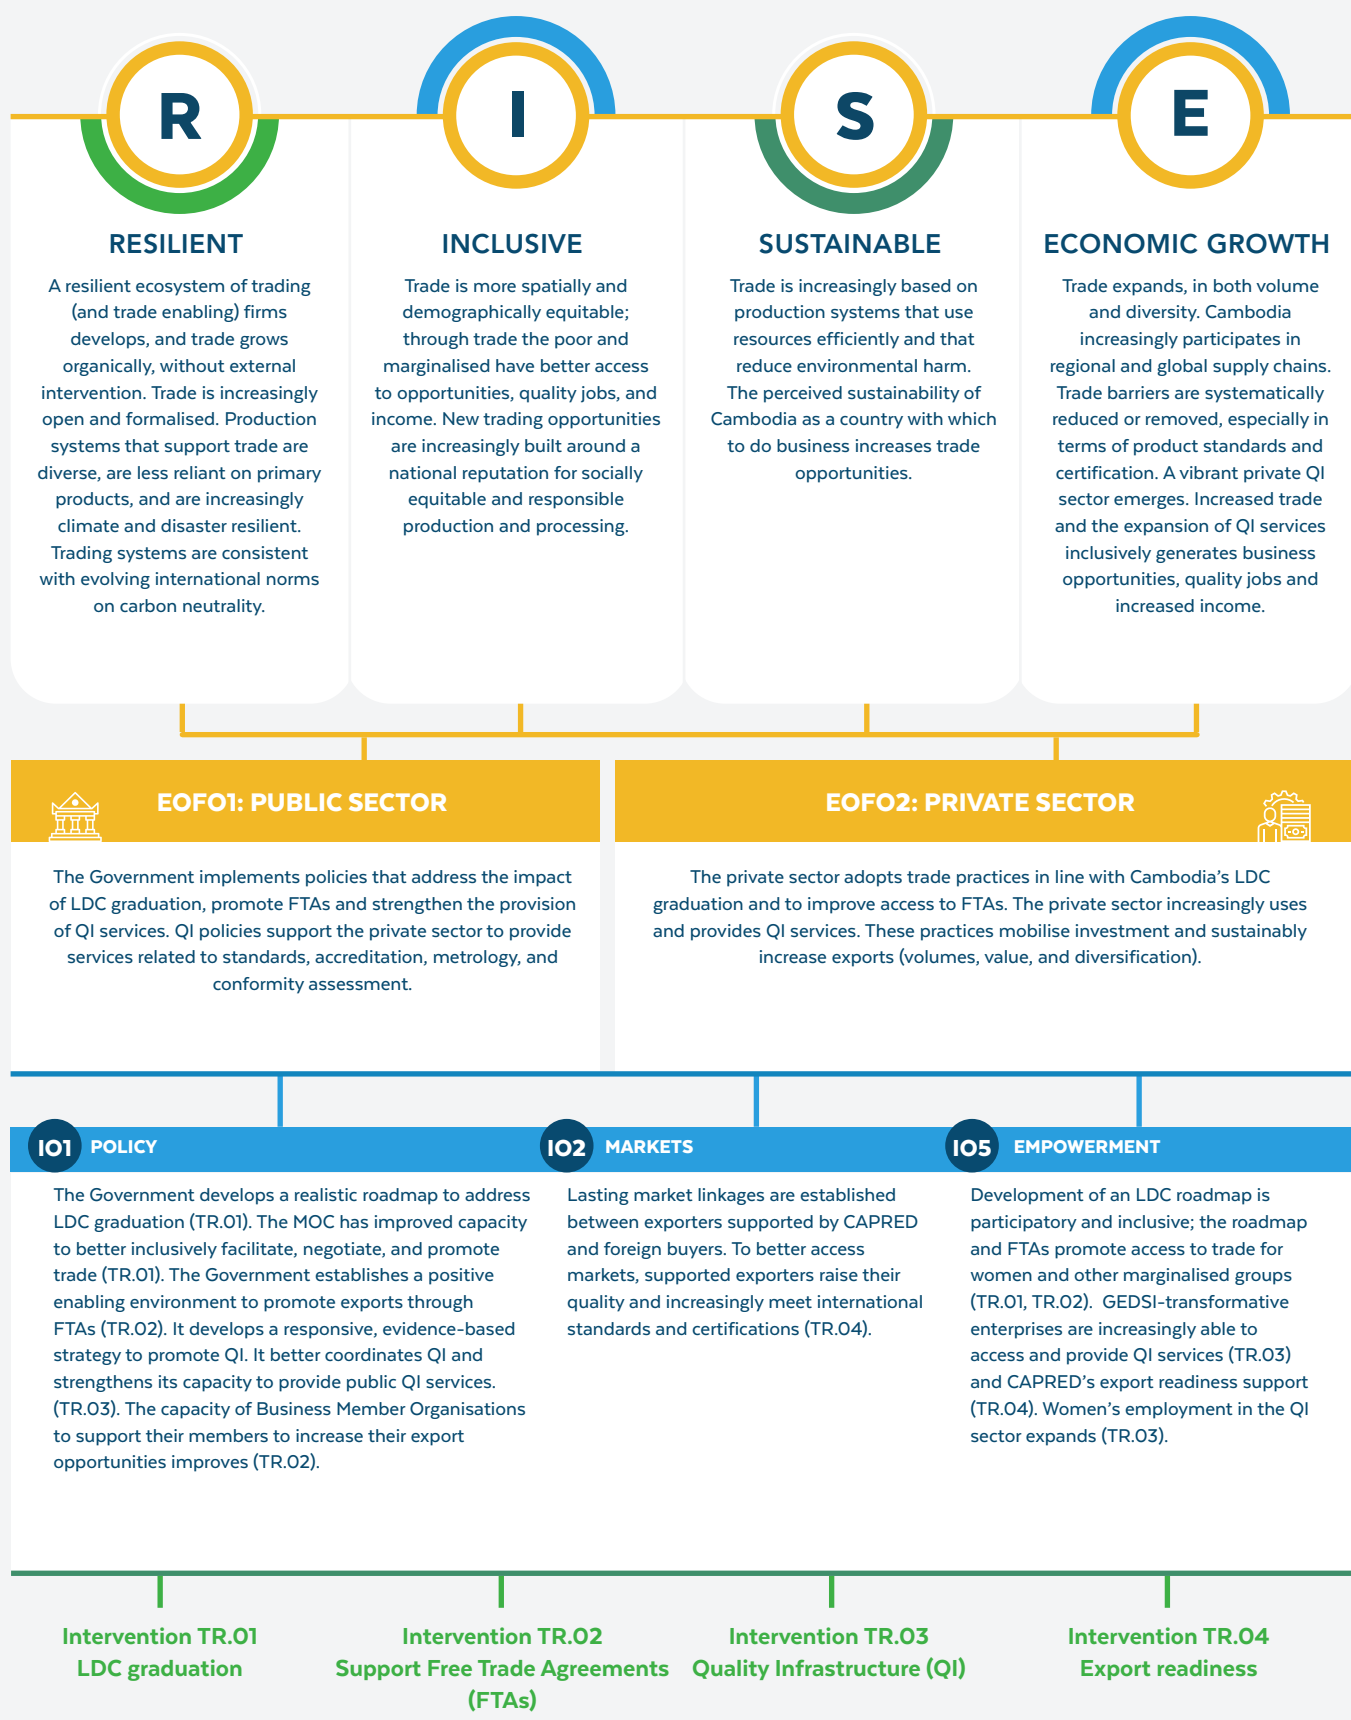 R
I
S
E
RESILIENT
A resilient ecosystem of trading
(and trade enabling) firms
develops, and trade grows
organically, without external
intervention. Trade is increasingly
open and formalised. Production
systems that support trade are
diverse, are less reliant on primary
products, and are increasingly
climate and disaster resilient.
Trading systems are consistent
with evolving international norms
on carbon neutrality.
INCLUSIVE
Trade is more spatially and
demographically equitable;
through trade the poor and
marginalised have better access
to opportunities, quality jobs, and
income. New trading opportunities
are increasingly built around a
national reputation for socially
equitable and responsible
production and processing.
SUSTAINABLE
Trade is increasingly based on
production systems that use
resources efficiently and that
reduce environmental harm.
The perceived sustainability of
Cambodia as a country with which
to do business increases trade
opportunities.
ECONOMIC GROWTH
Trade expands, in both volume
and diversity. Cambodia
increasingly participates in
regional and global supply chains.
Trade barriers are systematically
reduced or removed, especially in
terms of product standards and
certification. A vibrant private QI
sector emerges. Increased trade
and the expansion of QI services
inclusively generates business
opportunities, quality jobs and
increased income.
EOFO1: PUBLIC SECTOR
The Government implements policies that address the impact
of LDC graduation, promote FTAs and strengthen the provision
of QI services. QI policies support the private sector to provide
services related to standards, accreditation, metrology, and
conformity assessment.
EOFO2: PRIVATE SECTOR
The private sector adopts trade practices in line with Cambodia's LDC
graduation and to improve access to FTAs. The private sector increasingly uses
and provides QI services. These practices mobilise investment and sustainably
increase exports (volumes, value, and diversification).
IO1 POLICY
The Government develops a realistic roadmap to address
LDC graduation (TR.01). The MOC has improved capacity
to better inclusively facilitate, negotiate, and promote
trade (TR.01). The Government establishes a positive
enabling environment to promote exports through
FTAs (TR.02). It develops a responsive, evidence-based
strategy to promote QI. It better coordinates QI and
strengthens its capacity to provide public QI services.
(TR.03). The capacity of Business Member Organisations
to support their members to increase their export
opportunities improves (TR.02).
IO2 MARKETS
Lasting market linkages are established
between exporters supported by CAPRED
and foreign buyers. To better access
markets, supported exporters raise their
quality and increasingly meet international
standards and certifications (TR.04).
IO5 EMPOWERMENT
Development of an LDC roadmap is
participatory and inclusive; the roadmap
and FTAs promote access to trade for
women and other marginalised groups
(TR.01, TR.02). GEDSI-transformative
enterprises are increasingly able to
access and provide QI services (TR.03)
and CAPRED's export readiness support
(TR.04). Women's employment in the QI
sector expands (TR.03).
Intervention TR.01
LDC graduation
Intervention TR.02
Support Free Trade Agreements
(FTAs)
Intervention TR.03
Quality Infrastructure (QI)
Intervention TR.04
Export readiness